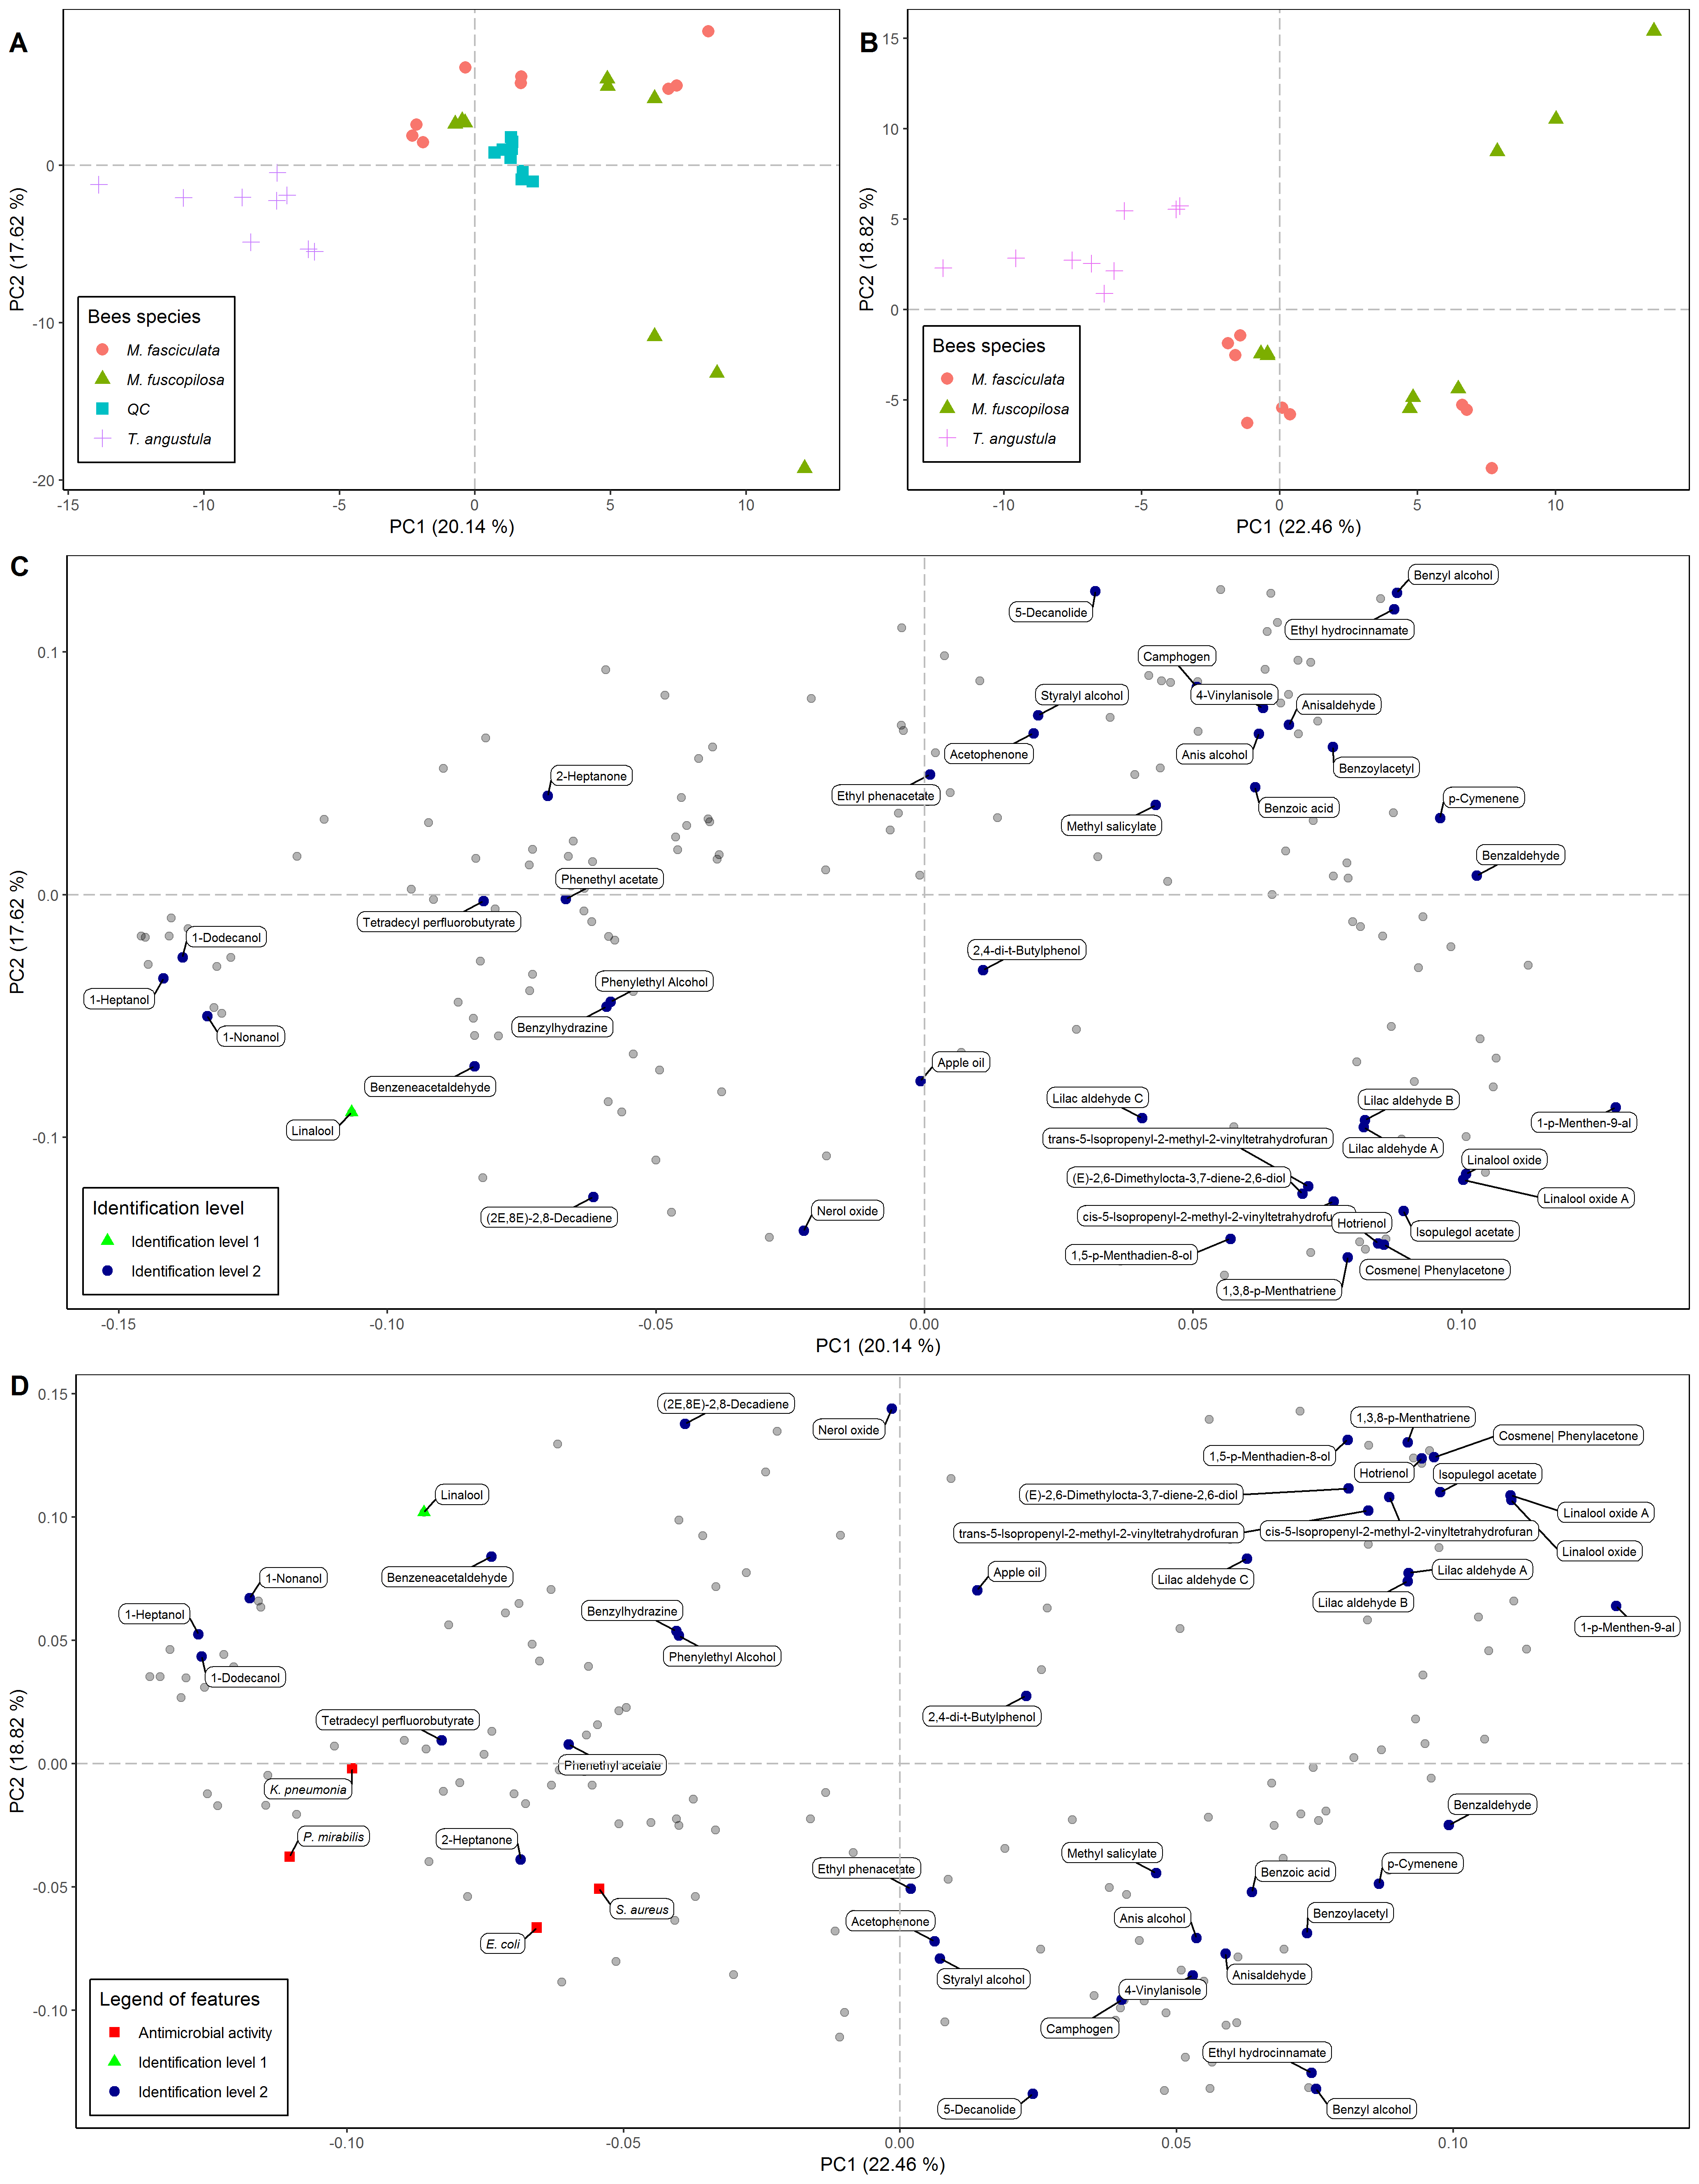 A
PC2 (17.62 %)
0
-10
-20
-15
-10
-5
0
5
10
PC1 (20.14 %)
Bees species
M. fasciculata
M. fuscopilosa
QC
T. angustula
B
PC2 (18.82 %)
15
10
5
0
-5
-10
-5
0
5
10
PC1 (22.46 %)
Bees species
M. fasciculata
M. fuscopilosa
T. angustula
C
PC2 (17.62 %)
0.1
0.0
-0.1
Benzyl alcohol
5-Decanolide
Ethyl hydrocinnamate
Camphogen
Styralyl alcohol
4-Vinylanisole
Anisaldehyde
Acetophenone
Anis alcohol
Benzoylacetyl
2-Heptanone
Ethyl phenacetate
p-Cymenene
Benzoic acid
Methyl salicylate
Benzaldehyde
Phenethyl acetate
Tetradecyl perfluorobutyrate
1-Dodecanol
2,4-di-t-Butylphenol
Phenylethyl Alcohol
1-Heptanol
Benzylhydrazine
1-Nonanol
Apple oil
Benzeneacetaldehyde
Lilac aldehyde C
Lilac aldehyde B
1-p-Menthen-9-al
Linalool
trans-5-Isopropenyl-2-methyl-2-vinyltetrahydrofuran
Lilac aldehyde A
Linalool oxide
(E)-2,6-Dimethylocta-3,7-diene-2,6-diol
Linalool oxide A
Nerol oxide
(2E,8E)-2,8-Decadiene
cis-5-Isopropenyl-2-methyl-2-vinyltetrahydrofu
Hotrienol
Isopulegol acetate
1,5-p-Menthadien-8-ol
Cosmene| Phenylacetone
1,3,8-p-Menthatriene
Identification level
Identification level 1
Identification level 2
-0.15
-0.10
-0.05
0.00
0.05
0.10
PC1 (20.14 %)
D
PC2 (18.82 %)
0.15
0.10
0.05
0.00
-0.05
-0.10
(2E,8E)-2,8-Decadiene
Nerol oxide
1,3,8-p-Menthatriene
Cosmene| Phenylacetone
1,5-p-Menthadien-8-ol
Hotrienol
Isopulegol acetate
Linalool
(E)-2,6-Dimethylocta-3,7-diene-2,6-diol
Linalool oxide A
trans-5-Isopropenyl-2-methyl-2-vinyltetrahydrofuran
cis-5-Isopropenyl-2-methyl-2-vinyltetrahydrofuran
Linalool oxide
Benzeneacetaldehyde
1-Nonanol
Apple oil
Lilac aldehyde C
Lilac aldehyde A
Lilac aldehyde B
1-Heptanol
Benzylhydrazine
1-p-Menthen-9-al
Phenylethyl Alcohol
1-Dodecanol
2,4-di-t-Butylphenol
Tetradecyl perfluorobutyrate
Phenethyl acetate
K. pneumonia
Benzaldehyde
P. mirabilis
2-Heptanone
Methyl salicylate
Ethyl phenacetate
Benzoic acid
p-Cymenene
S. aureus
Acetophenone
Anis alcohol
Benzoylacetyl
E. coli
Styralyl alcohol
Anisaldehyde
4-Vinylanisole
Camphogen
Ethyl hydrocinnamate
5-Decanolide
Benzyl alcohol
Legend of features
Antimicrobial activity
Identification level 1
Identification level 2
-0.10
-0.05
0.00
0.05
0.10
PC1 (22.46 %)